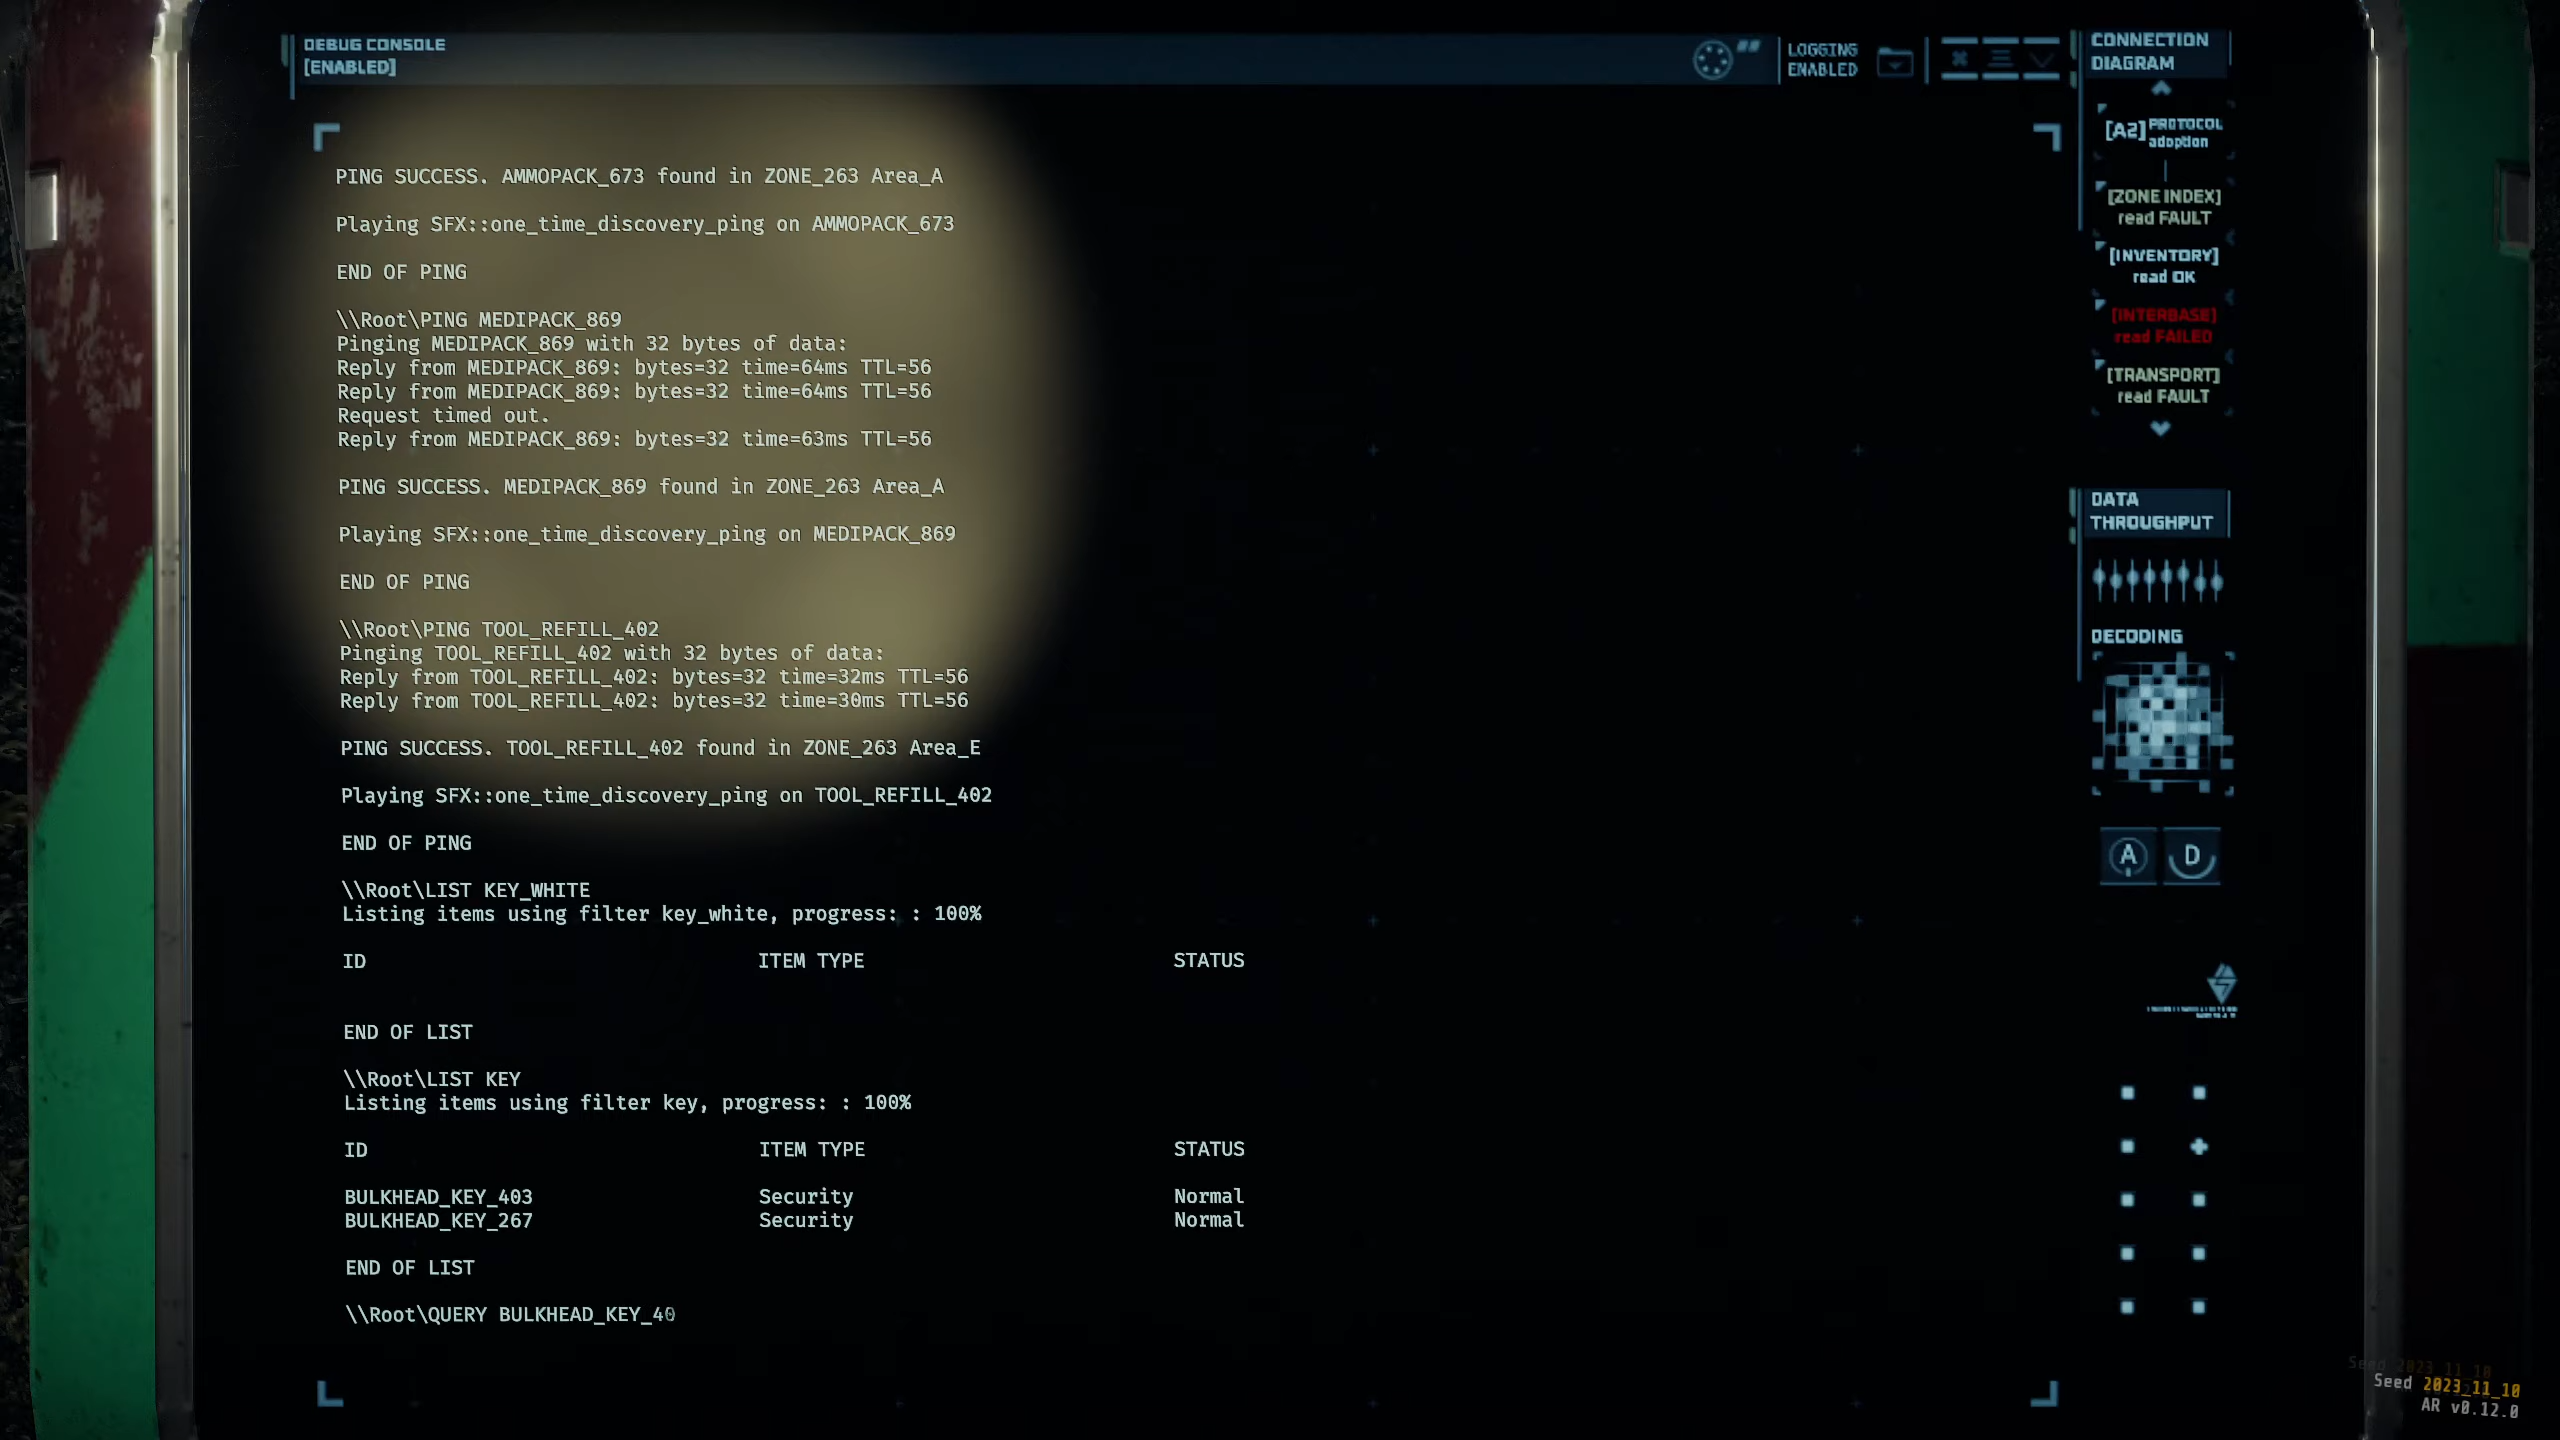 DEBUG CONSOLE
[ENABLED]
LOGGING
ENABLED
CONNECTION
DIAGRAM
[A2] PROTOCOL
adoption
[ZONE INDEX]
read FAULT
[INVENTORY]
read OK
[INTERBASE]
read FAILED
[TRANSPORT]
read FAULT
DATA
THROUGHPUT
DECODING
A D
PING SUCCESS. AMMOPACK_673 found in ZONE_263 Area_A
Playing SFX::one_time_discovery_ping on AMMOPACK_673
END OF PING
\\Root\PING MEDIPACK_869
Pinging MEDIPACK_869 with 32 bytes of data:
Reply from MEDIPACK_869: bytes=32 time=64ms TTL=56
Reply from MEDIPACK_869: bytes=32 time=64ms TTL=56
Request timed out.
Reply from MEDIPACK_869: bytes=32 time=63ms TTL=56
PING SUCCESS. MEDIPACK_869 found in ZONE_263 Area_A
Playing SFX::one_time_discovery_ping on MEDIPACK_869
END OF PING
\\Root\PING TOOL_REFILL_402
Pinging TOOL_REFILL_402 with 32 bytes of data:
Reply from TOOL_REFILL_402: bytes=32 time=32ms TTL=56
Reply from TOOL_REFILL_402: bytes=32 time=30ms TTL=56
PING SUCCESS. TOOL_REFILL_402 found in ZONE_263 Area_E
Playing SFX::one_time_discovery_ping on TOOL_REFILL_402
END OF PING
\\Root\LIST KEY_WHITE
Listing items using filter key_white, progress: : 100%
ID ITEM TYPE STATUS
END OF LIST
\\Root\LIST KEY
Listing items using filter key, progress: : 100%
ID ITEM TYPE STATUS
BULKHEAD_KEY_403 Security Normal
BULKHEAD_KEY_267 Security Normal
END OF LIST
\\Root\QUERY BULKHEAD_KEY_40
Seed 2023_11_10
Seed 2023_11_10
AR v0.12.0